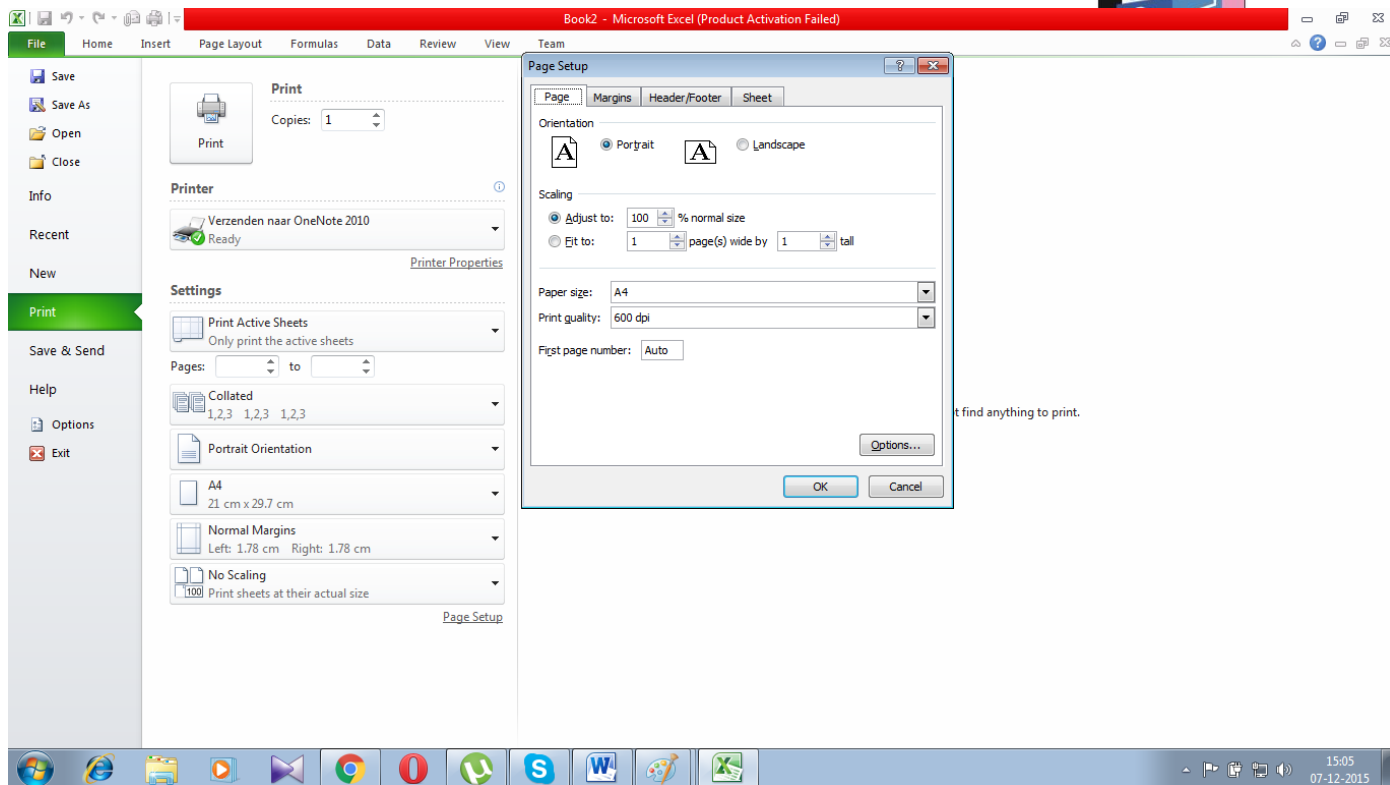 Book2 - Microsoft Excel (Product Activation Failed)
File Home Insert Page Layout Formulas Data Review View Team
Save
Save As
Open
Close
Info
Recent
New
Print
Save & Send
Help
Options
Exit
Print
Print
Copies: 1
Printer
Verzenden naar OneNote 2010
Ready
Printer Properties
Settings
Print Active Sheets
Only print the active sheets
Pages: to
Collated
1,2,3 1,2,3 1,2,3
Portrait Orientation
A4
21 cm x 29.7 cm
Normal Margins
Left: 1.78 cm Right: 1.78 cm
No Scaling
100 Print sheets at their actual size
Page Setup
Page Setup
Page Margins Header/Footer Sheet
Orientation
A Portrait A Landscape
Scaling
Adjust to: 100 % normal size
Fit to: 1 page(s) wide by 1 tall
Paper size: A4
Print quality: 600 dpi
First page number: Auto
Options...
OK Cancel
t find anything to print.
15:05
07-12-2015